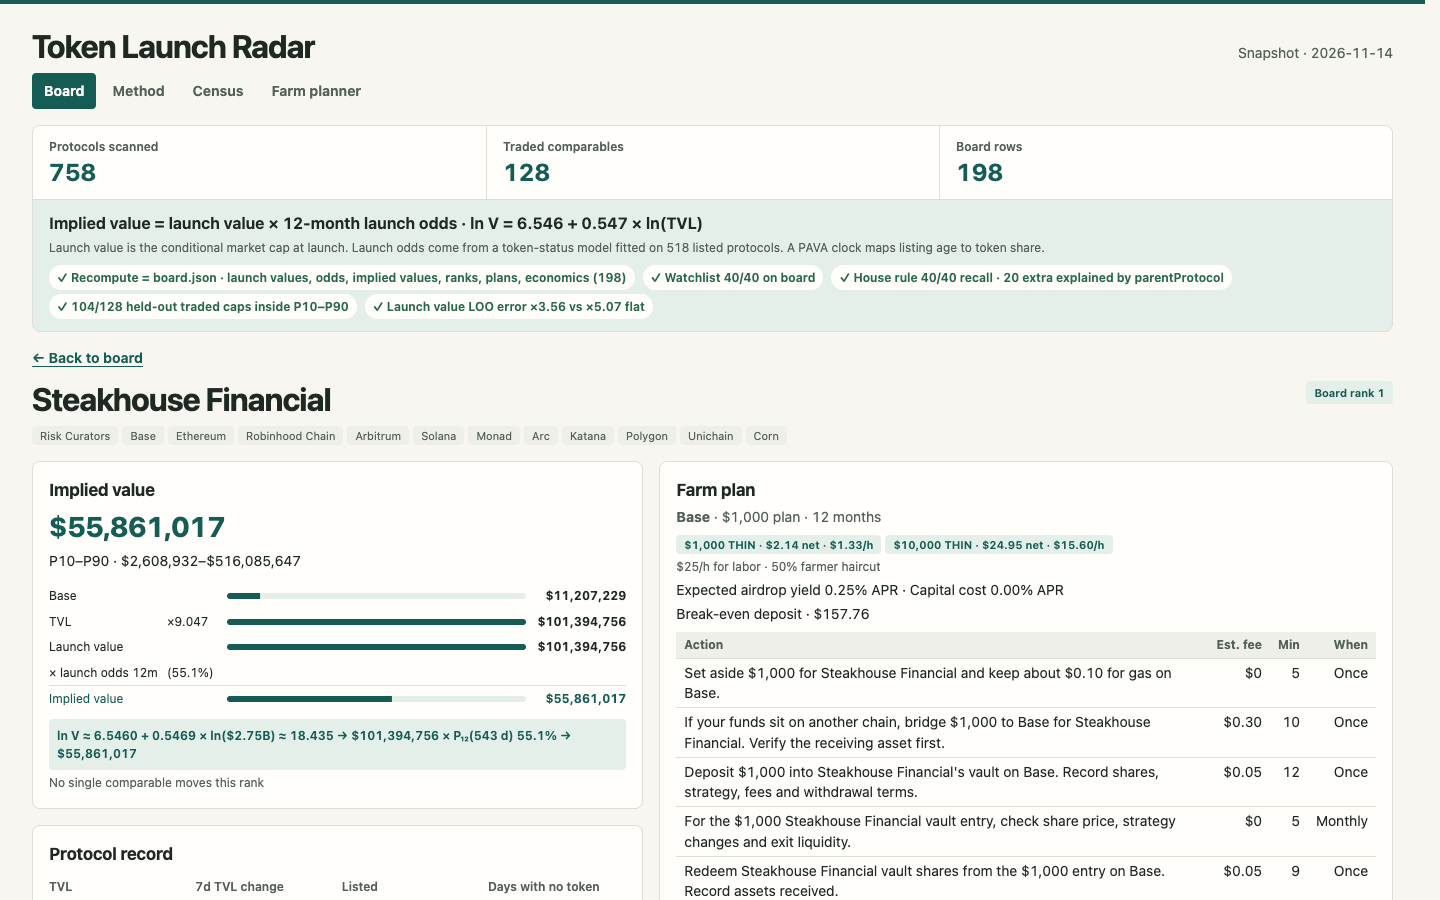 Token Launch Radar
Snapshot · 2026-11-14
Board
Method
Census
Farm planner
Protocols scanned
758
Traded comparables
128
Board rows
198
Implied value = launch value × 12-month launch odds · ln V = 6.546 + 0.547 × ln(TVL)
Launch value is the conditional market cap at launch. Launch odds come from a token-status model fitted on 518 listed protocols. A PAVA clock maps listing age to token share.
✓ Recompute = board.json · launch values, odds, implied values, ranks, plans, economics (198)
✓ Watchlist 40/40 on board
✓ House rule 40/40 recall · 20 extra explained by parentProtocol
✓ 104/128 held-out traded caps inside P10–P90
✓ Launch value LOO error ×3.56 vs ×5.07 flat
← Back to board
Steakhouse Financial
Board rank 1
Risk Curators
Base
Ethereum
Robinhood Chain
Arbitrum
Solana
Monad
Arc
Katana
Polygon
Unichain
Corn
Implied value
$55,861,017
P10–P90 · $2,608,932–$516,085,647
Base $11,207,229
TVL ×9.047 $101,394,756
Launch value $101,394,756
× launch odds 12m (55.1%)
Implied value $55,861,017
ln V ≈ 6.5460 + 0.5469 × ln($2.75B) ≈ 18.435 → $101,394,756 × P₁₂(543 d) 55.1% →
$55,861,017
No single comparable moves this rank
Protocol record
TVL
7d TVL change
Listed
Days with no token
Farm plan
Base · $1,000 plan · 12 months
$1,000 THIN · $2.14 net · $1.33/h
$10,000 THIN · $24.95 net · $15.60/h
$25/h for labor · 50% farmer haircut
Expected airdrop yield 0.25% APR · Capital cost 0.00% APR
Break-even deposit · $157.76
Action Est. fee Min When
Set aside $1,000 for Steakhouse Financial and keep about $0.10 for gas on $0 5 Once
Base.
If your funds sit on another chain, bridge $1,000 to Base for Steakhouse $0.30 10 Once
Financial. Verify the receiving asset first.
Deposit $1,000 into Steakhouse Financial's vault on Base. Record shares, $0.05 12 Once
strategy, fees and withdrawal terms.
For the $1,000 Steakhouse Financial vault entry, check share price, strategy $0 5 Monthly
changes and exit liquidity.
Redeem Steakhouse Financial vault shares from the $1,000 entry on Base. $0.05 9 Once
Record assets received.